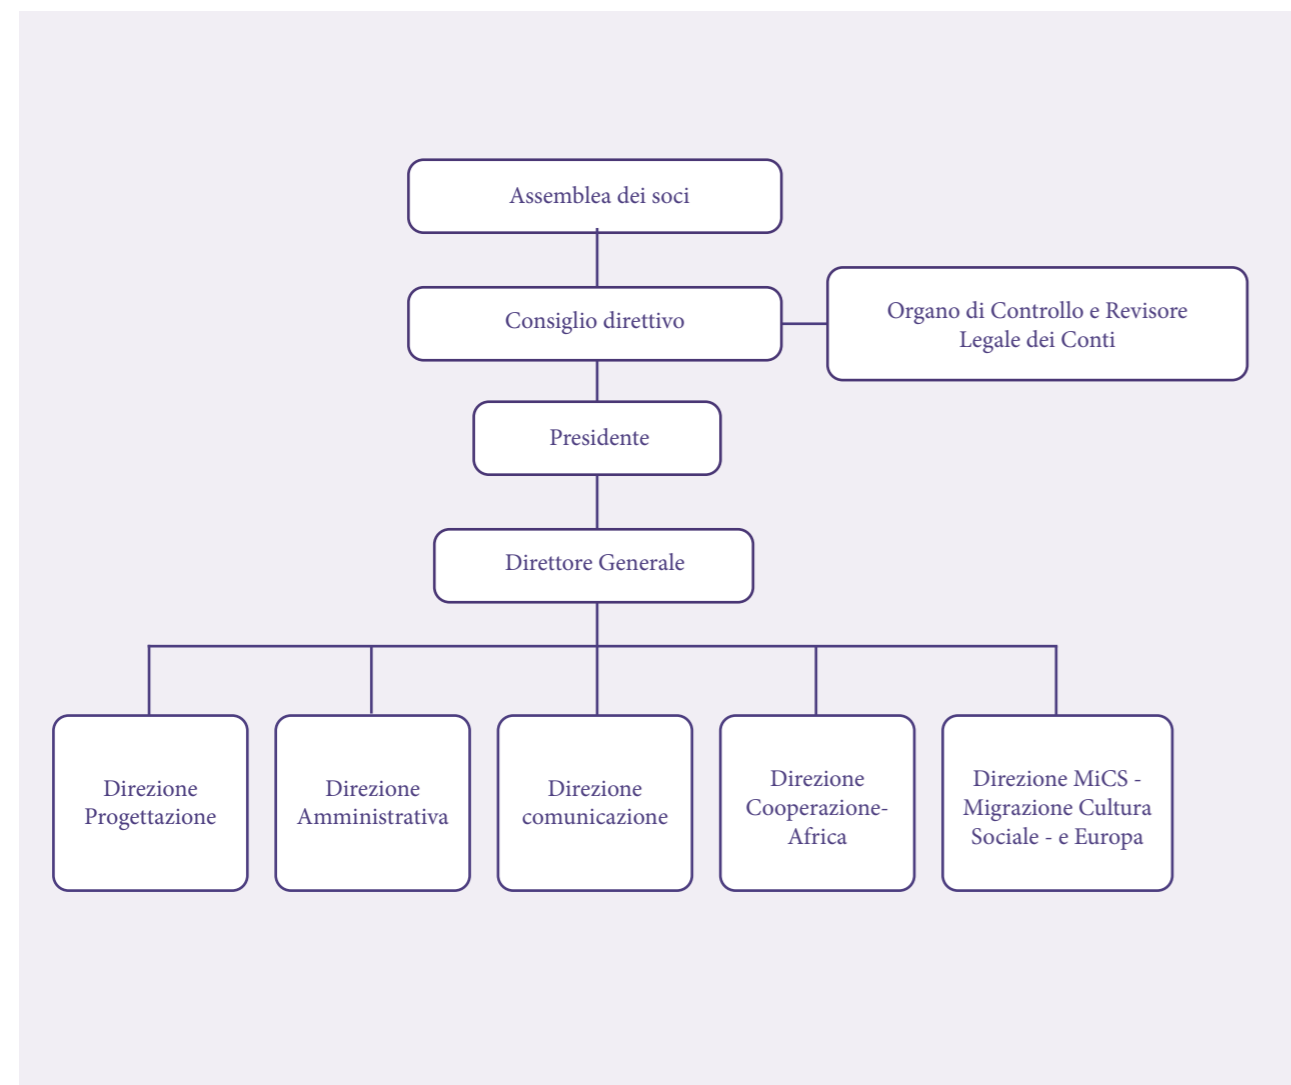 Assemblea dei soci
Consiglio direttivo
Organo di Controllo e Revisore
Legale dei Conti
Presidente
Direttore Generale
Direzione
Progettazione
Direzione
Amministrativa
Direzione
comunicazione
Direzione
Cooperazione-
Africa
Direzione MiCS -
Migrazione Cultura
Sociale - e Europa